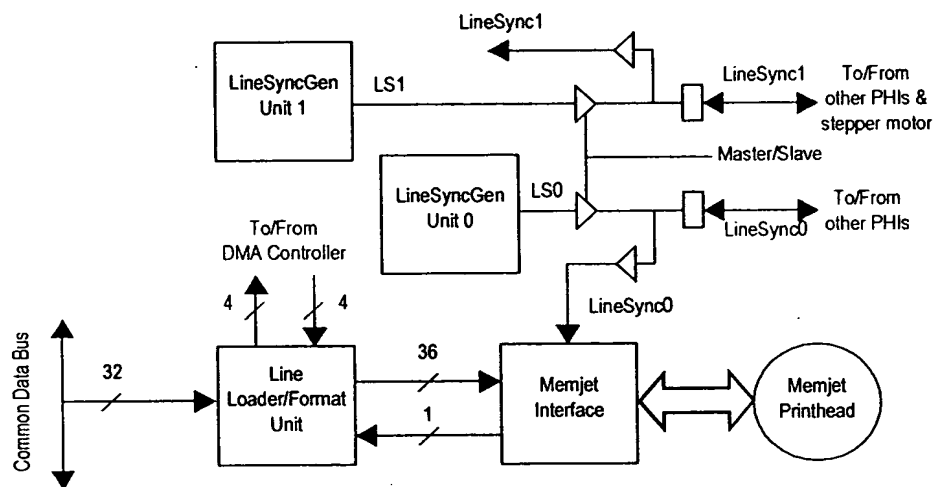 LineSync1
LineSyncGen
Unit 1
LS1
LineSync1
To/From
other PHIs &
stepper motor
Master/Slave
LineSyncGen
Unit 0
LS0
LineSync0
To/From
other PHIs
To/From
DMA Controller
4
4
LineSync0
Common Data Bus
32
Line
Loader/Format
Unit
36
1
Memjet
Interface
Memjet
Printhead